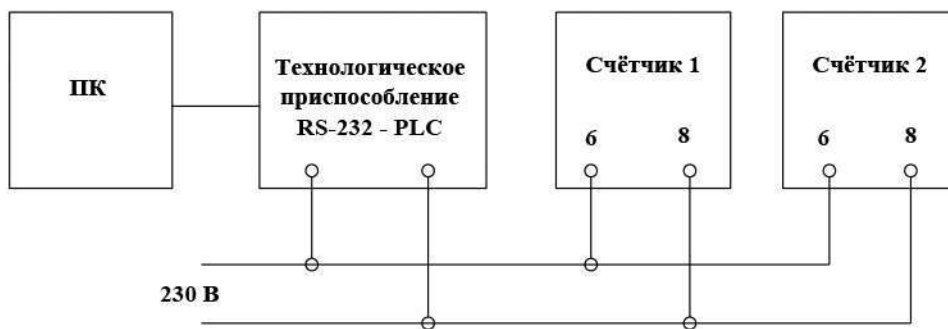 ПК
Технологическое
приспособление
RS-232 - PLC
Счётчик 1
6 8
Счётчик 2
6 8
230 В